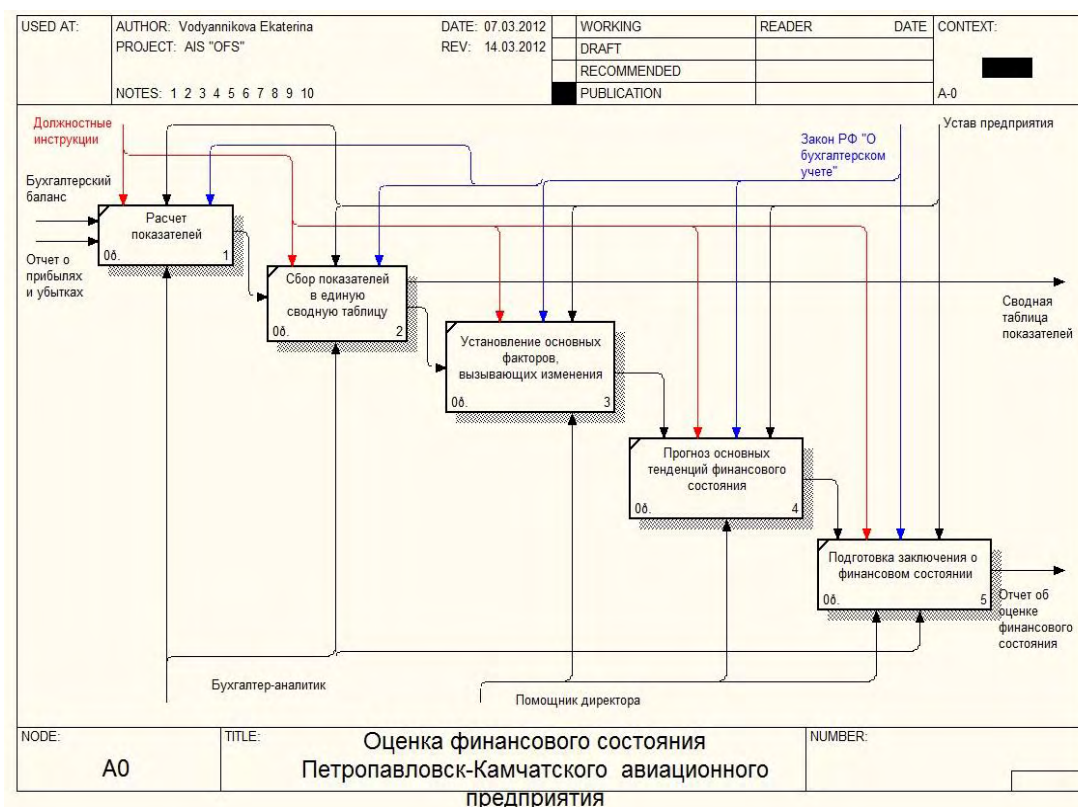 USED AT:
AUTHOR: Vodyannikova Ekaterina
DATE: 07.03.2012
PROJECT: AIS "OFS"
REV: 14.03.2012
NOTES: 1 2 3 4 5 6 7 8 9 10
WORKING
DRAFT
RECOMMENDED
PUBLICATION
READER DATE
CONTEXT:
A-0
Должностные
инструкции
Закон РФ "О
бухгалтерском
учете"
Устав предприятия
Бухгалтерский
баланс
Отчет о
прибылях
и убытках
Расчет
показателей
0р. 1
Сбор показателей
в единую
сводную таблицу
0р. 2
Сводная
таблица
показателей
Установление основных
факторов,
вызывающих изменения
0р. 3
Прогноз основных
тенденций финансового
состояния
0р. 4
Подготовка заключения о
финансовом состоянии
0р. 5
Отчет об
оценке
финансового
состояния
Бухгалтер-аналитик
Помощник директора
NODE:
A0
TITLE:
Оценка финансового состояния
Петропавловск-Камчатского авиационного
предприятия
NUMBER: